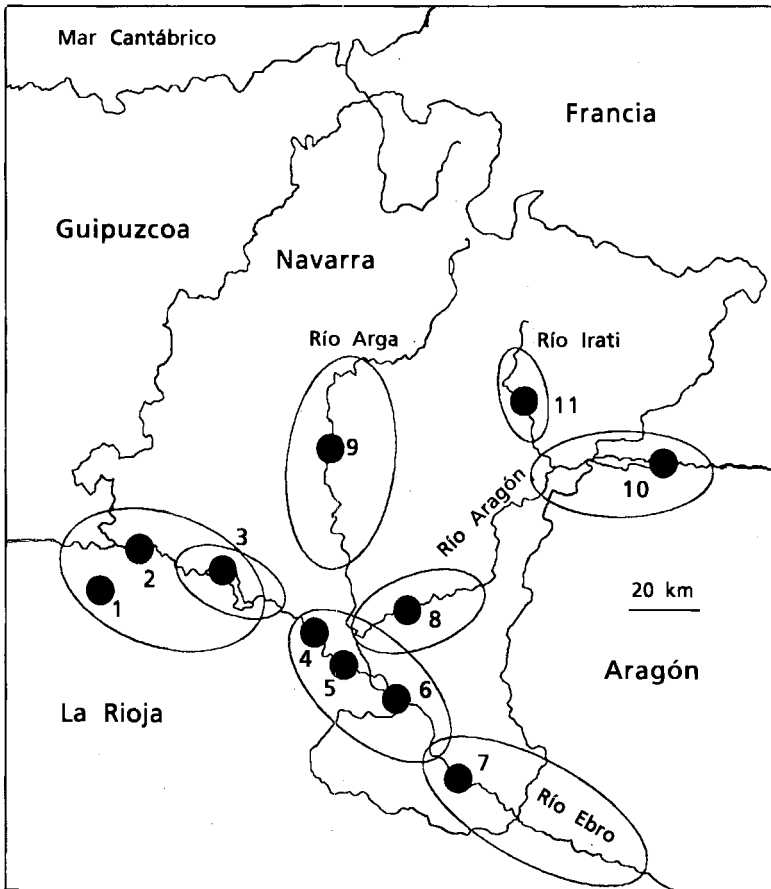 Mar Cantábrico
Francia
Guipuzcoa
Navarra
Río Arga
Río Irati
11
9
10
Río Aragón
3
2
1
20 km
8
4
5
6
Aragón
La Rioja
7
Río Ebro